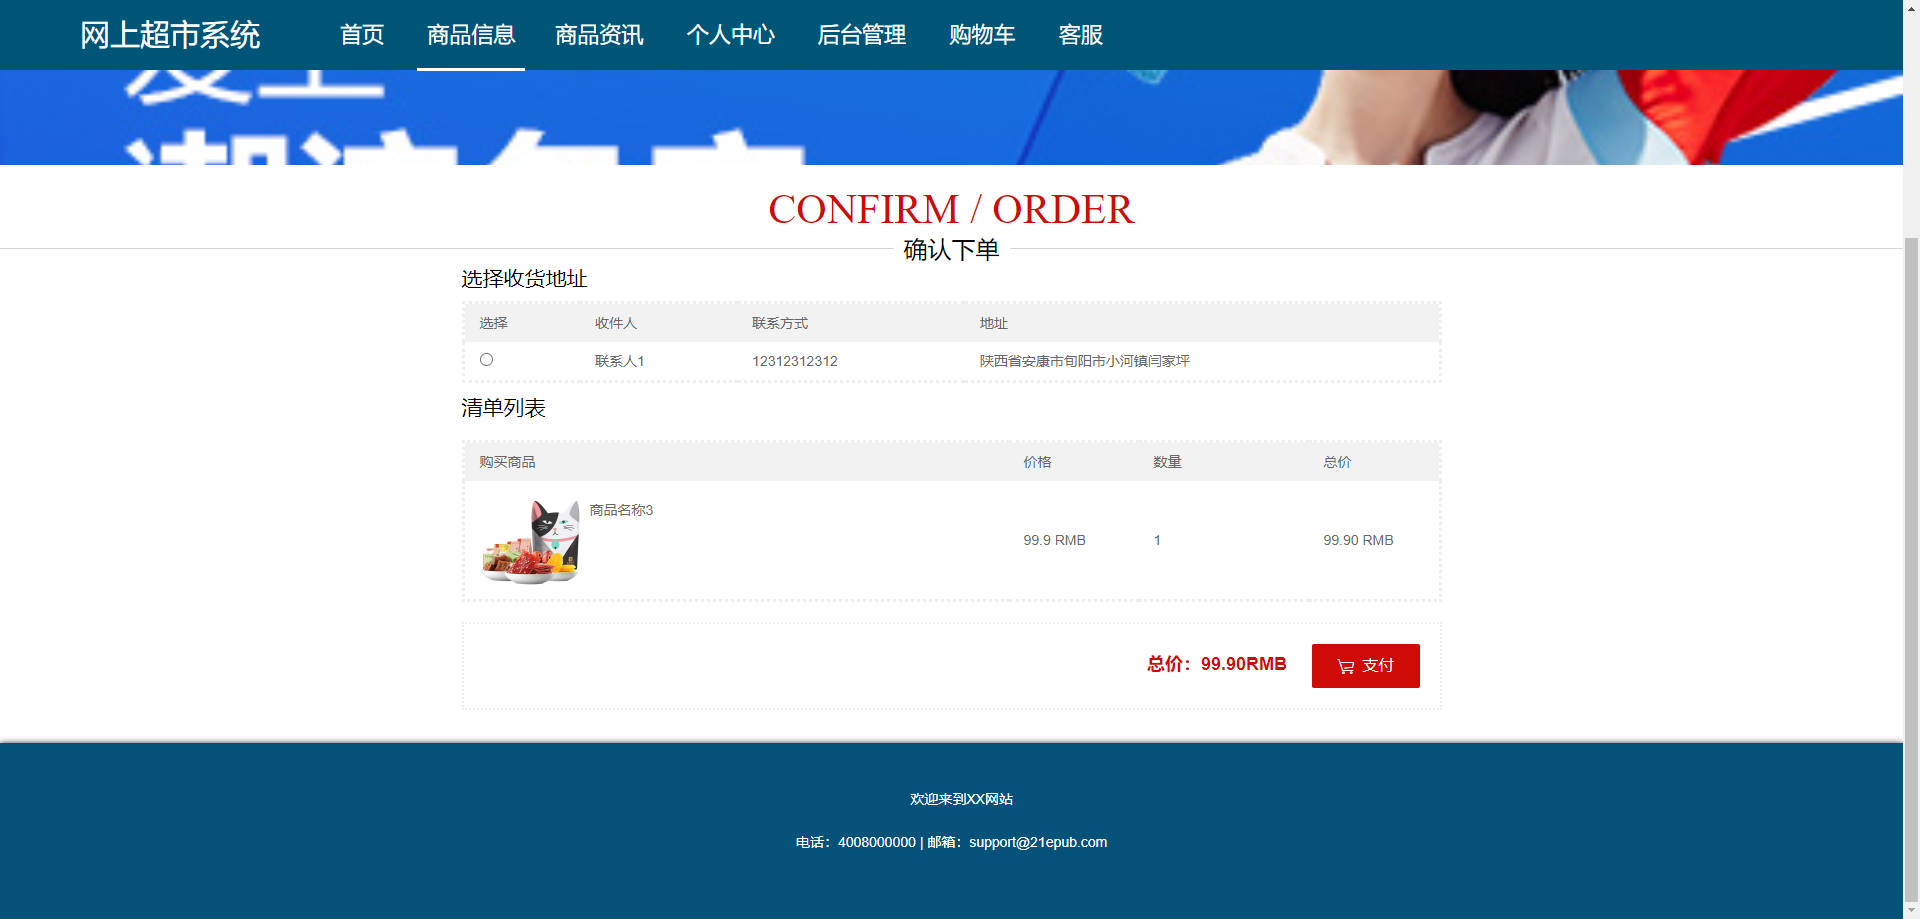 网上超市系统 首页 商品信息 商品资讯 个人中心 后台管理 购物车 客服
CONFIRM / ORDER
确认下单
选择收货地址
选择 收件人 联系方式 地址
联系人1 12312312312 陕西省安康市旬阳市小河镇闫家坪
清单列表
购买商品 价格 数量 总价
商品名称3
99.9 RMB 1 99.90 RMB
总价：99.90RMB 支付
欢迎来到XX网站
电话：4008000000 | 邮箱：support@21epub.com